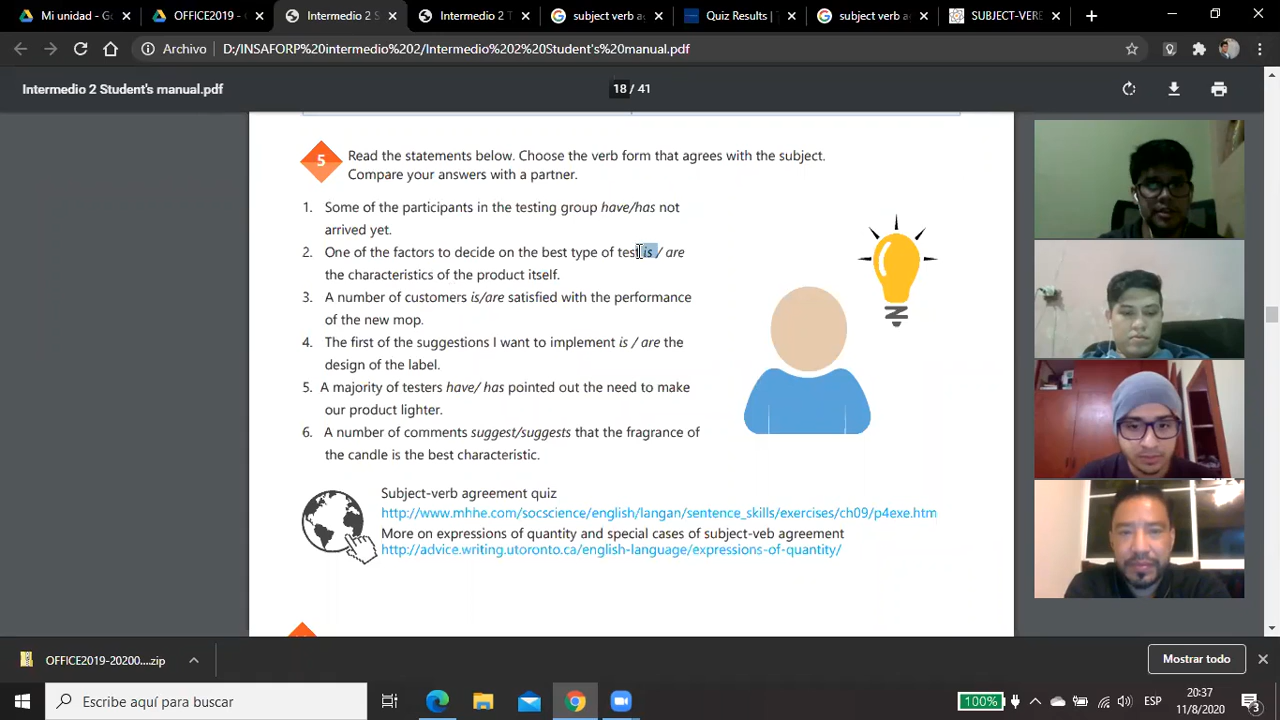 Mi unidad - G
OFFICE2019 -
Intermedio 2 S
Intermedio 2 T
subject verb a
Quiz Results |
subject verb a
SUBJECT-VERE
Archivo
D:/INSAFORP%20intermedio%202/Intermedio%202%20Student's%20manual.pdf
Intermedio 2 Student's manual.pdf
18 / 41
5
Read the statements below. Choose the verb form that agrees with the subject.
Compare your answers with a partner.
1. Some of the participants in the testing group have/has not
arrived yet.
2. One of the factors to decide on the best type of test is / are
the characteristics of the product itself.
3. A number of customers is/are satisfied with the performance
of the new mop.
4. The first of the suggestions I want to implement is / are the
design of the label.
5. A majority of testers have/ has pointed out the need to make
our product lighter.
6. A number of comments suggest/suggests that the fragrance of
the candle is the best characteristic.
Subject-verb agreement quiz
http://www.mhhe.com/socscience/english/langan/sentence_skills/exercises/ch09/p4exe.htm
More on expressions of quantity and special cases of subject-veb agreement
http://advice.writing.utoronto.ca/english-language/expressions-of-quantity/
OFFICE2019-20200....zip
Mostrar todo
Escribe aquí para buscar
100%
ESP
20:37
11/8/2020
3